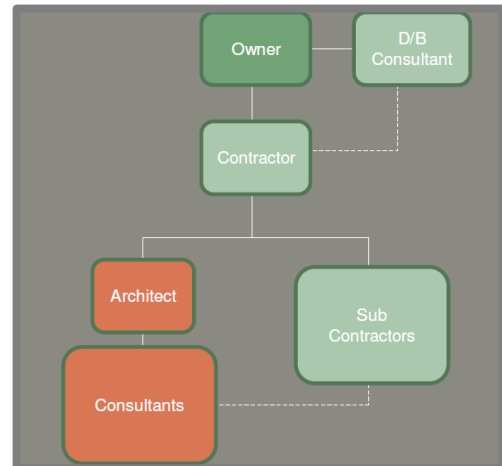 Owner
D/B
Consultant
Contractor
Architect
Sub
Contractors
Consultants